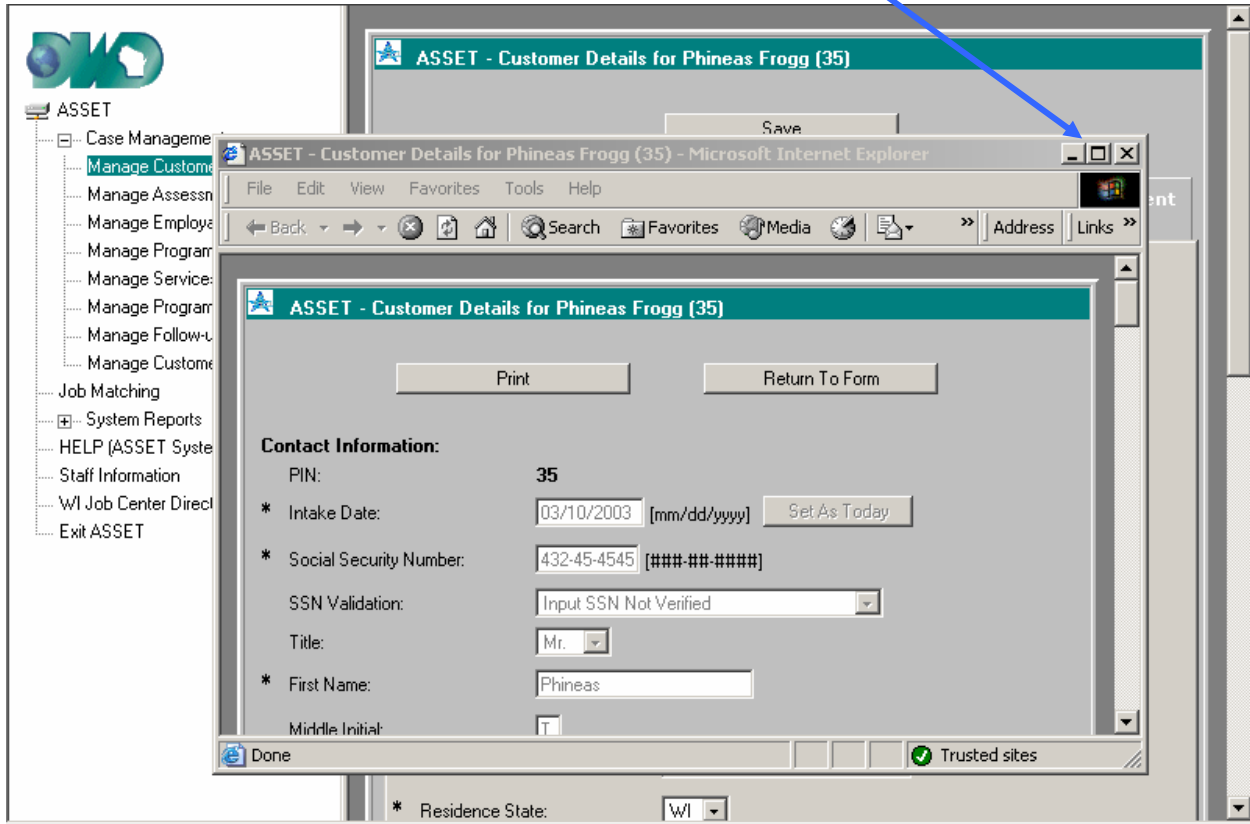 DWD
ASSET
Case Manageme
Manage Custome
Manage Assessn
Manage Employa
Manage Program
Manage Service:
Manage Program
Manage Follow-u
Manage Custome
Job Matching
System Reports
HELP (ASSET Syste
Staff Information
WI Job Center Direct
Exit ASSET
ASSET - Customer Details for Phineas Frogg (35)
Save
ent
ASSET - Customer Details for Phineas Frogg (35) - Microsoft Internet Explorer
File Edit View Favorites Tools Help
Back Search Favorites Media » Address Links »
ASSET - Customer Details for Phineas Frogg (35)
Print Return To Form
Contact Information:
PIN: 35
* Intake Date: 03/10/2003 [mm/dd/yyyy] Set As Today
* Social Security Number: 432-45-4545 [###-##-####]
SSN Validation: Input SSN Not Verified
Title: Mr.
* First Name: Phineas
Middle Initial: T
Done Trusted sites
* Residence State: WI